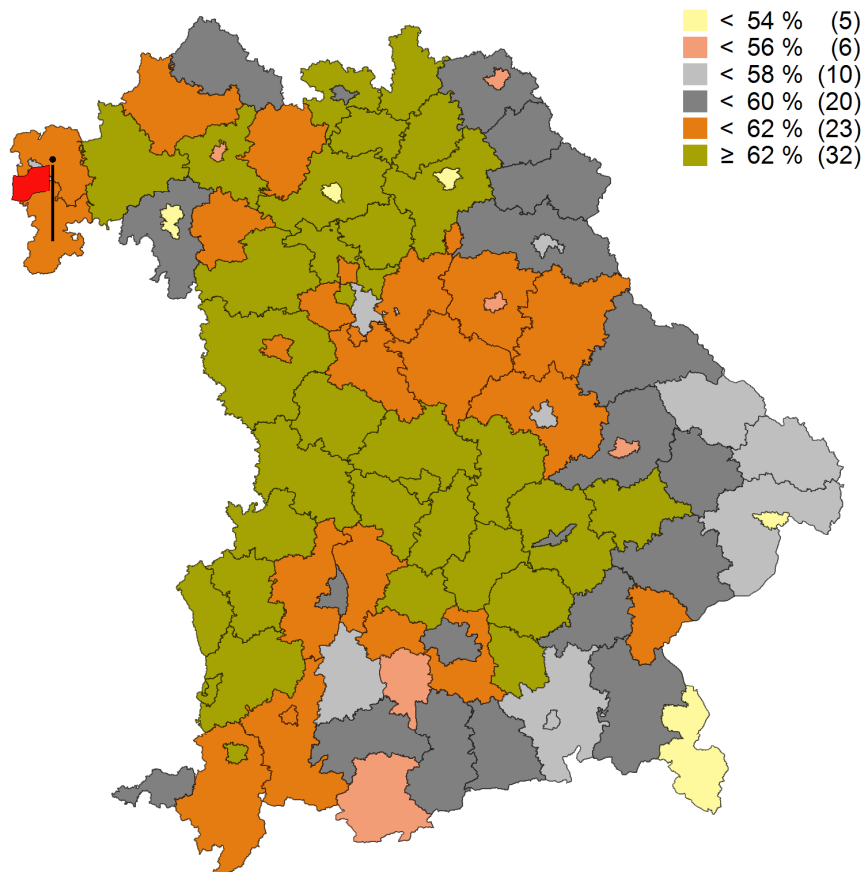 < 54 % (5)
< 56 % (6)
< 58 % (10)
< 60 % (20)
< 62 % (23)
≥ 62 % (32)